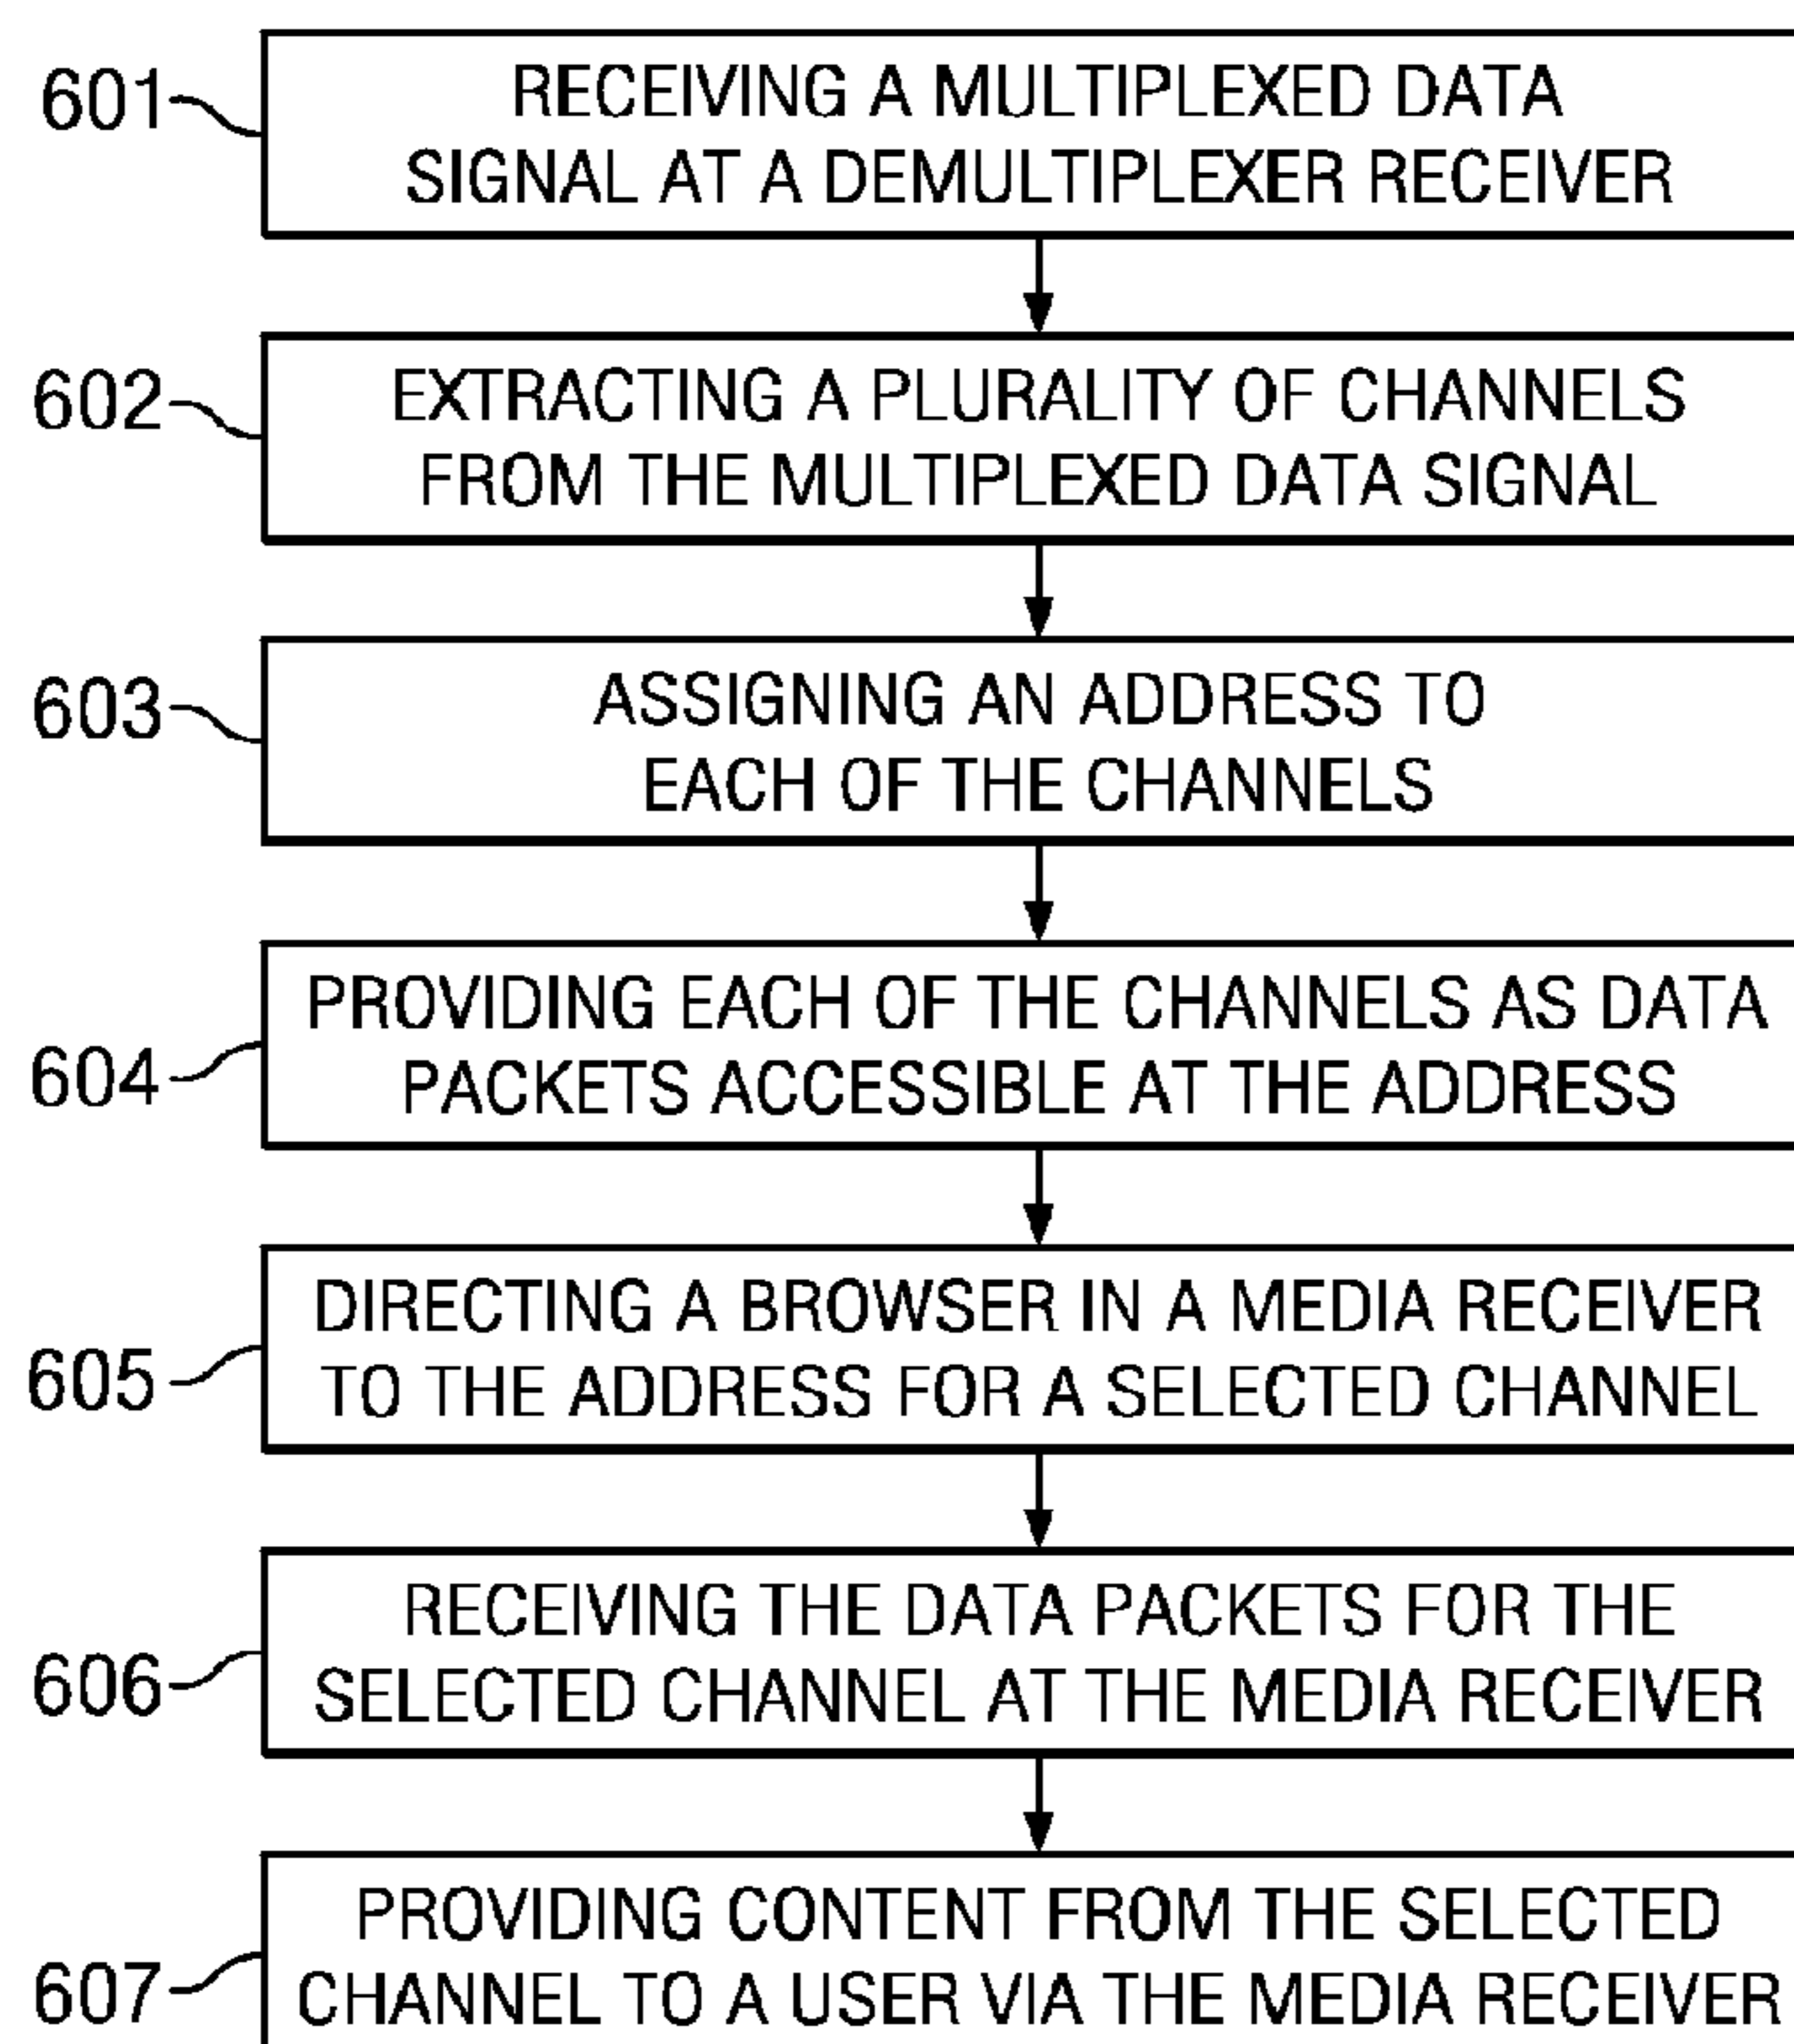 601
RECEIVING A MULTIPLEXED DATA
SIGNAL AT A DEMULTIPLEXER RECEIVER
602
EXTRACTING A PLURALITY OF CHANNELS
FROM THE MULTIPLEXED DATA SIGNAL
603
ASSIGNING AN ADDRESS TO
EACH OF THE CHANNELS
604
PROVIDING EACH OF THE CHANNELS AS DATA
PACKETS ACCESSIBLE AT THE ADDRESS
605
DIRECTING A BROWSER IN A MEDIA RECEIVER
TO THE ADDRESS FOR A SELECTED CHANNEL
606
RECEIVING THE DATA PACKETS FOR THE
SELECTED CHANNEL AT THE MEDIA RECEIVER
607
PROVIDING CONTENT FROM THE SELECTED
CHANNEL TO A USER VIA THE MEDIA RECEIVER